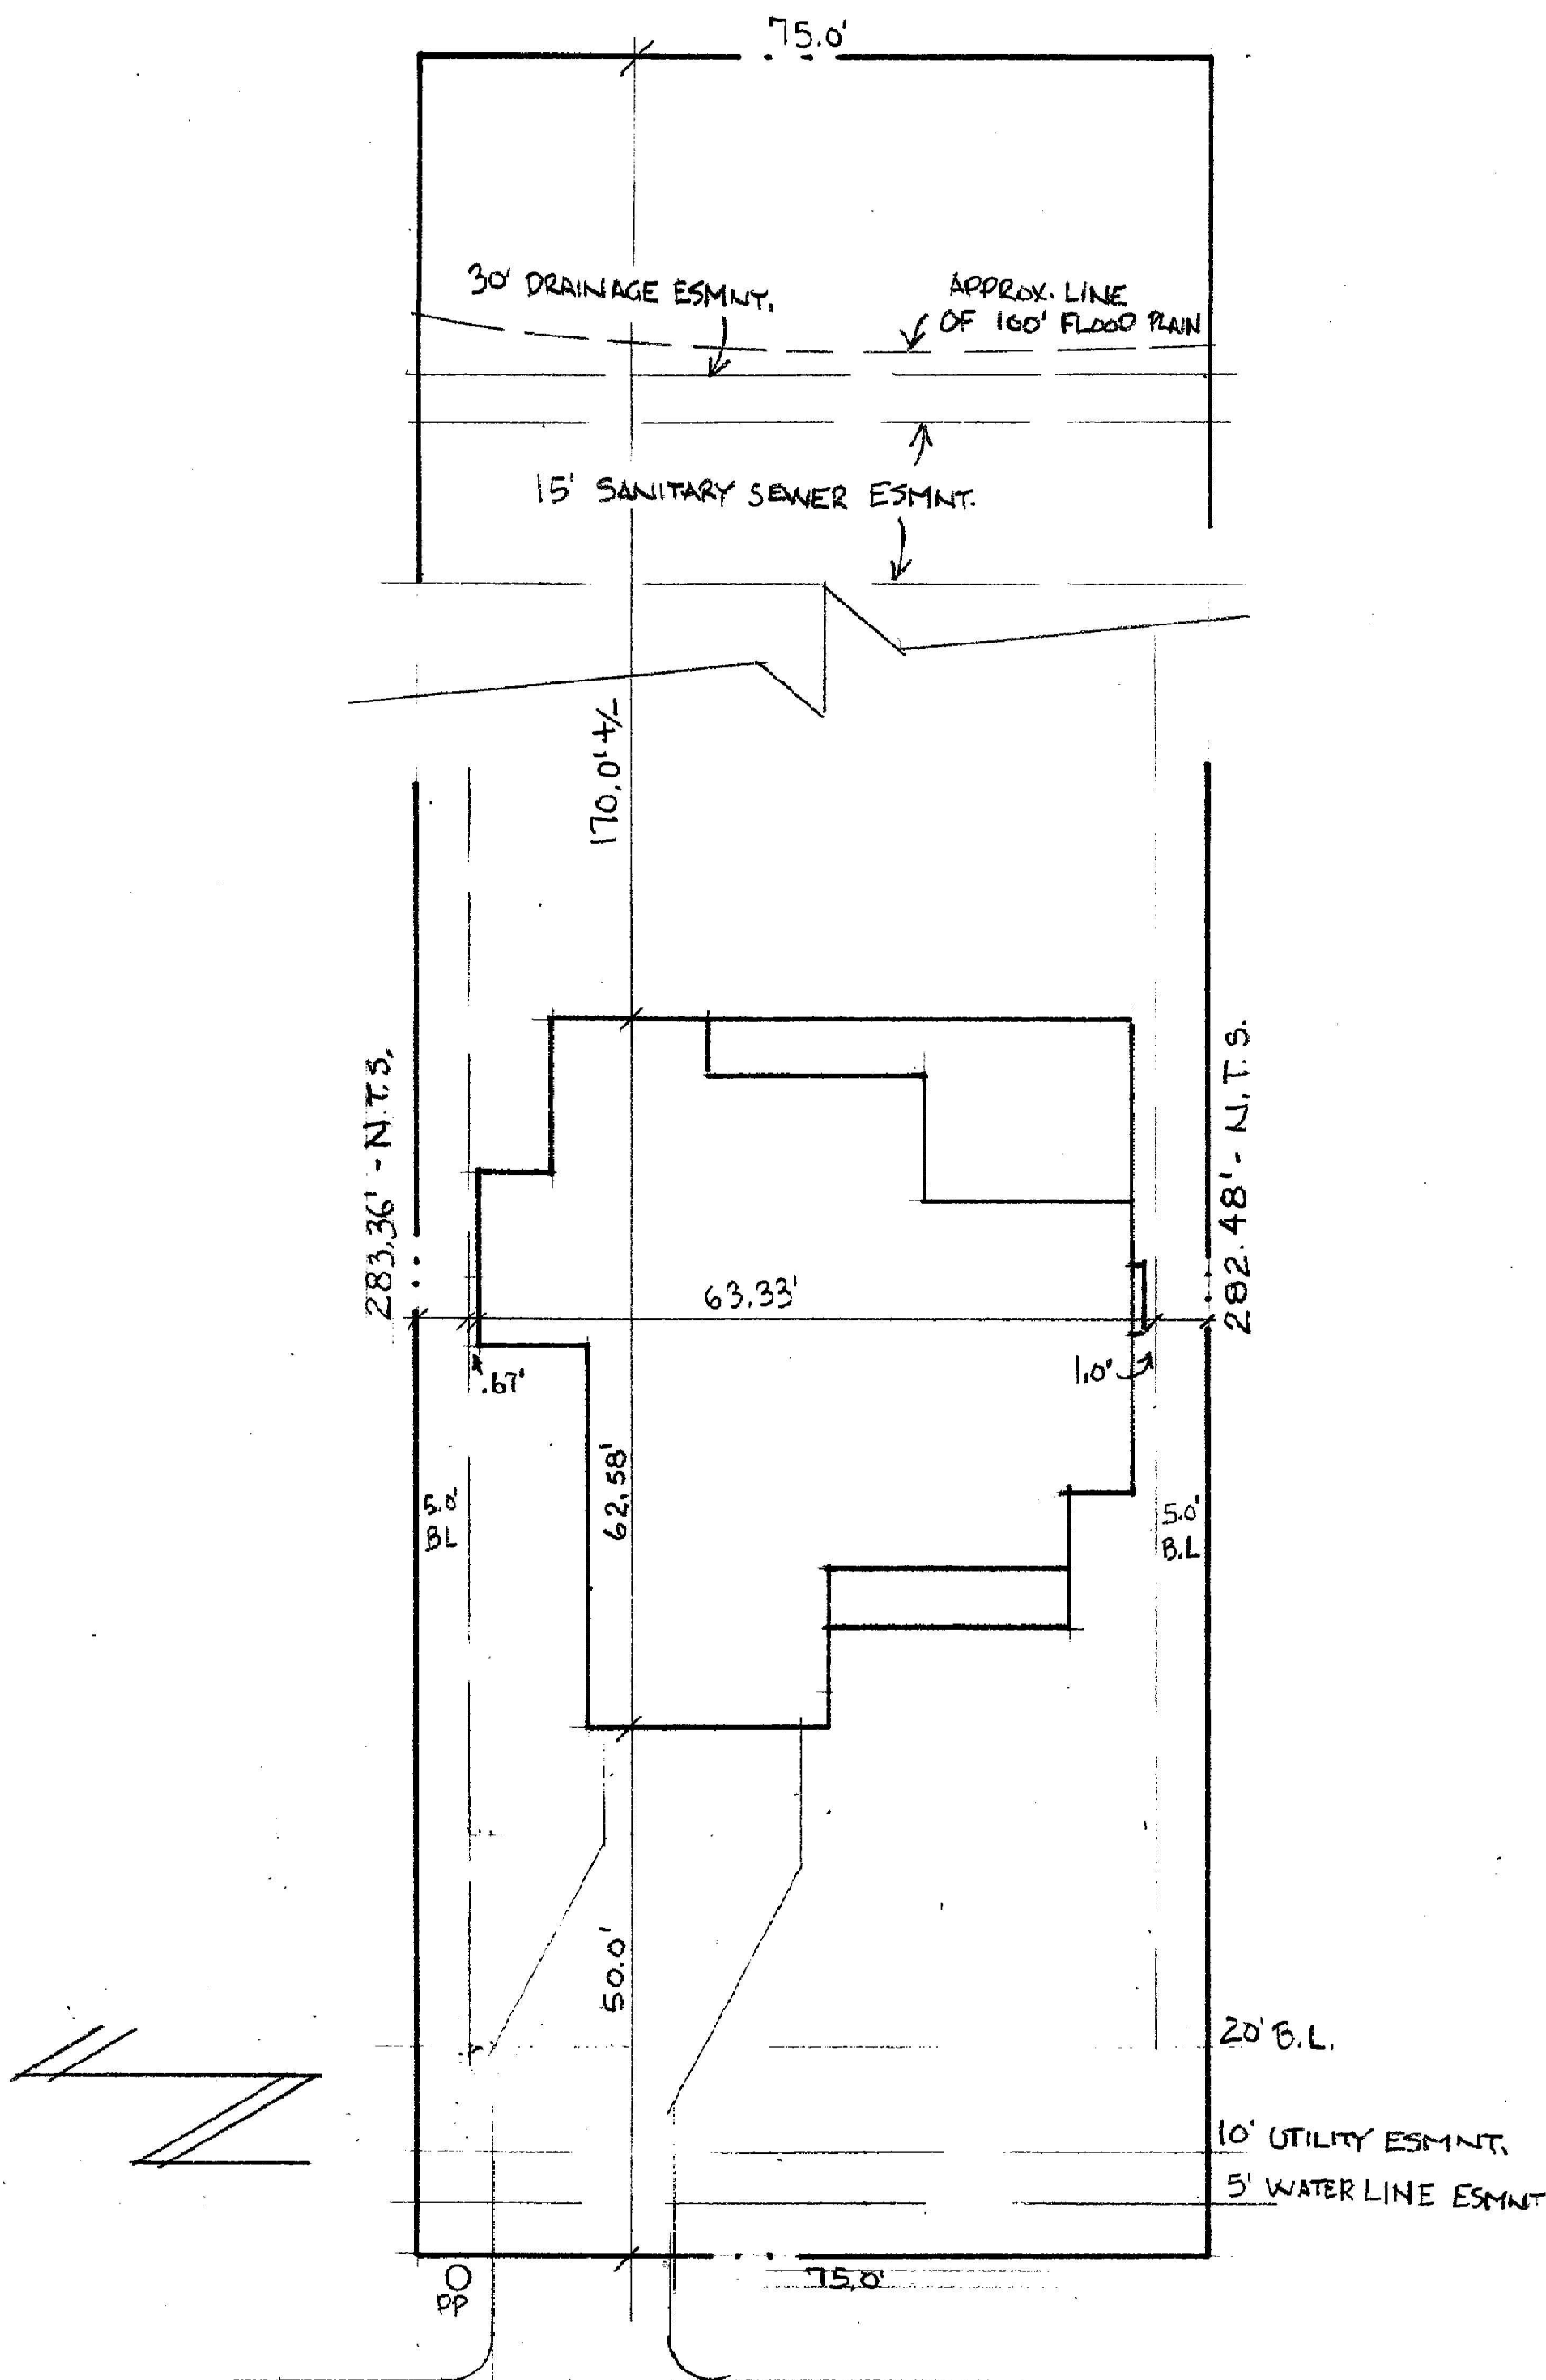 75.0'
30' DRAINAGE ESMNT.
APPROX. LINE
OF 100' FLOOD PLAIN
15' SANITARY SEWER ESMNT.
170.0' +/-
283.36' - N.T.S.
282.48' - N.T.S.
63.33'
.67'
1.0'
62.58'
5.0'
BL
5.0'
B.L
50.0'
20' B.L.
10' UTILITY ESMNT.
5' WATER LINE ESMNT
75.0'
PP